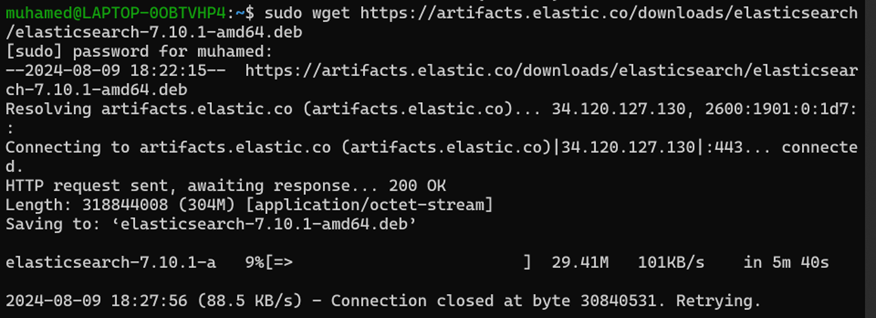 muhamed@LAPTOP-0OBTVHP4:~$ sudo wget https://artifacts.elastic.co/downloads/elasticsearch
/elasticsearch-7.10.1-amd64.deb
[sudo] password for muhamed:
--2024-08-09 18:22:15--  https://artifacts.elastic.co/downloads/elasticsearch/elasticsear
ch-7.10.1-amd64.deb
Resolving artifacts.elastic.co (artifacts.elastic.co)... 34.120.127.130, 2600:1901:0:1d7:
:
Connecting to artifacts.elastic.co (artifacts.elastic.co)|34.120.127.130|:443... connecte
d.
HTTP request sent, awaiting response... 200 OK
Length: 318844008 (304M) [application/octet-stream]
Saving to: ‘elasticsearch-7.10.1-amd64.deb’
elasticsearch-7.10.1-a   9%[=>                        ]  29.41M   101KB/s    in 5m 40s
2024-08-09 18:27:56 (88.5 KB/s) - Connection closed at byte 30840531. Retrying.